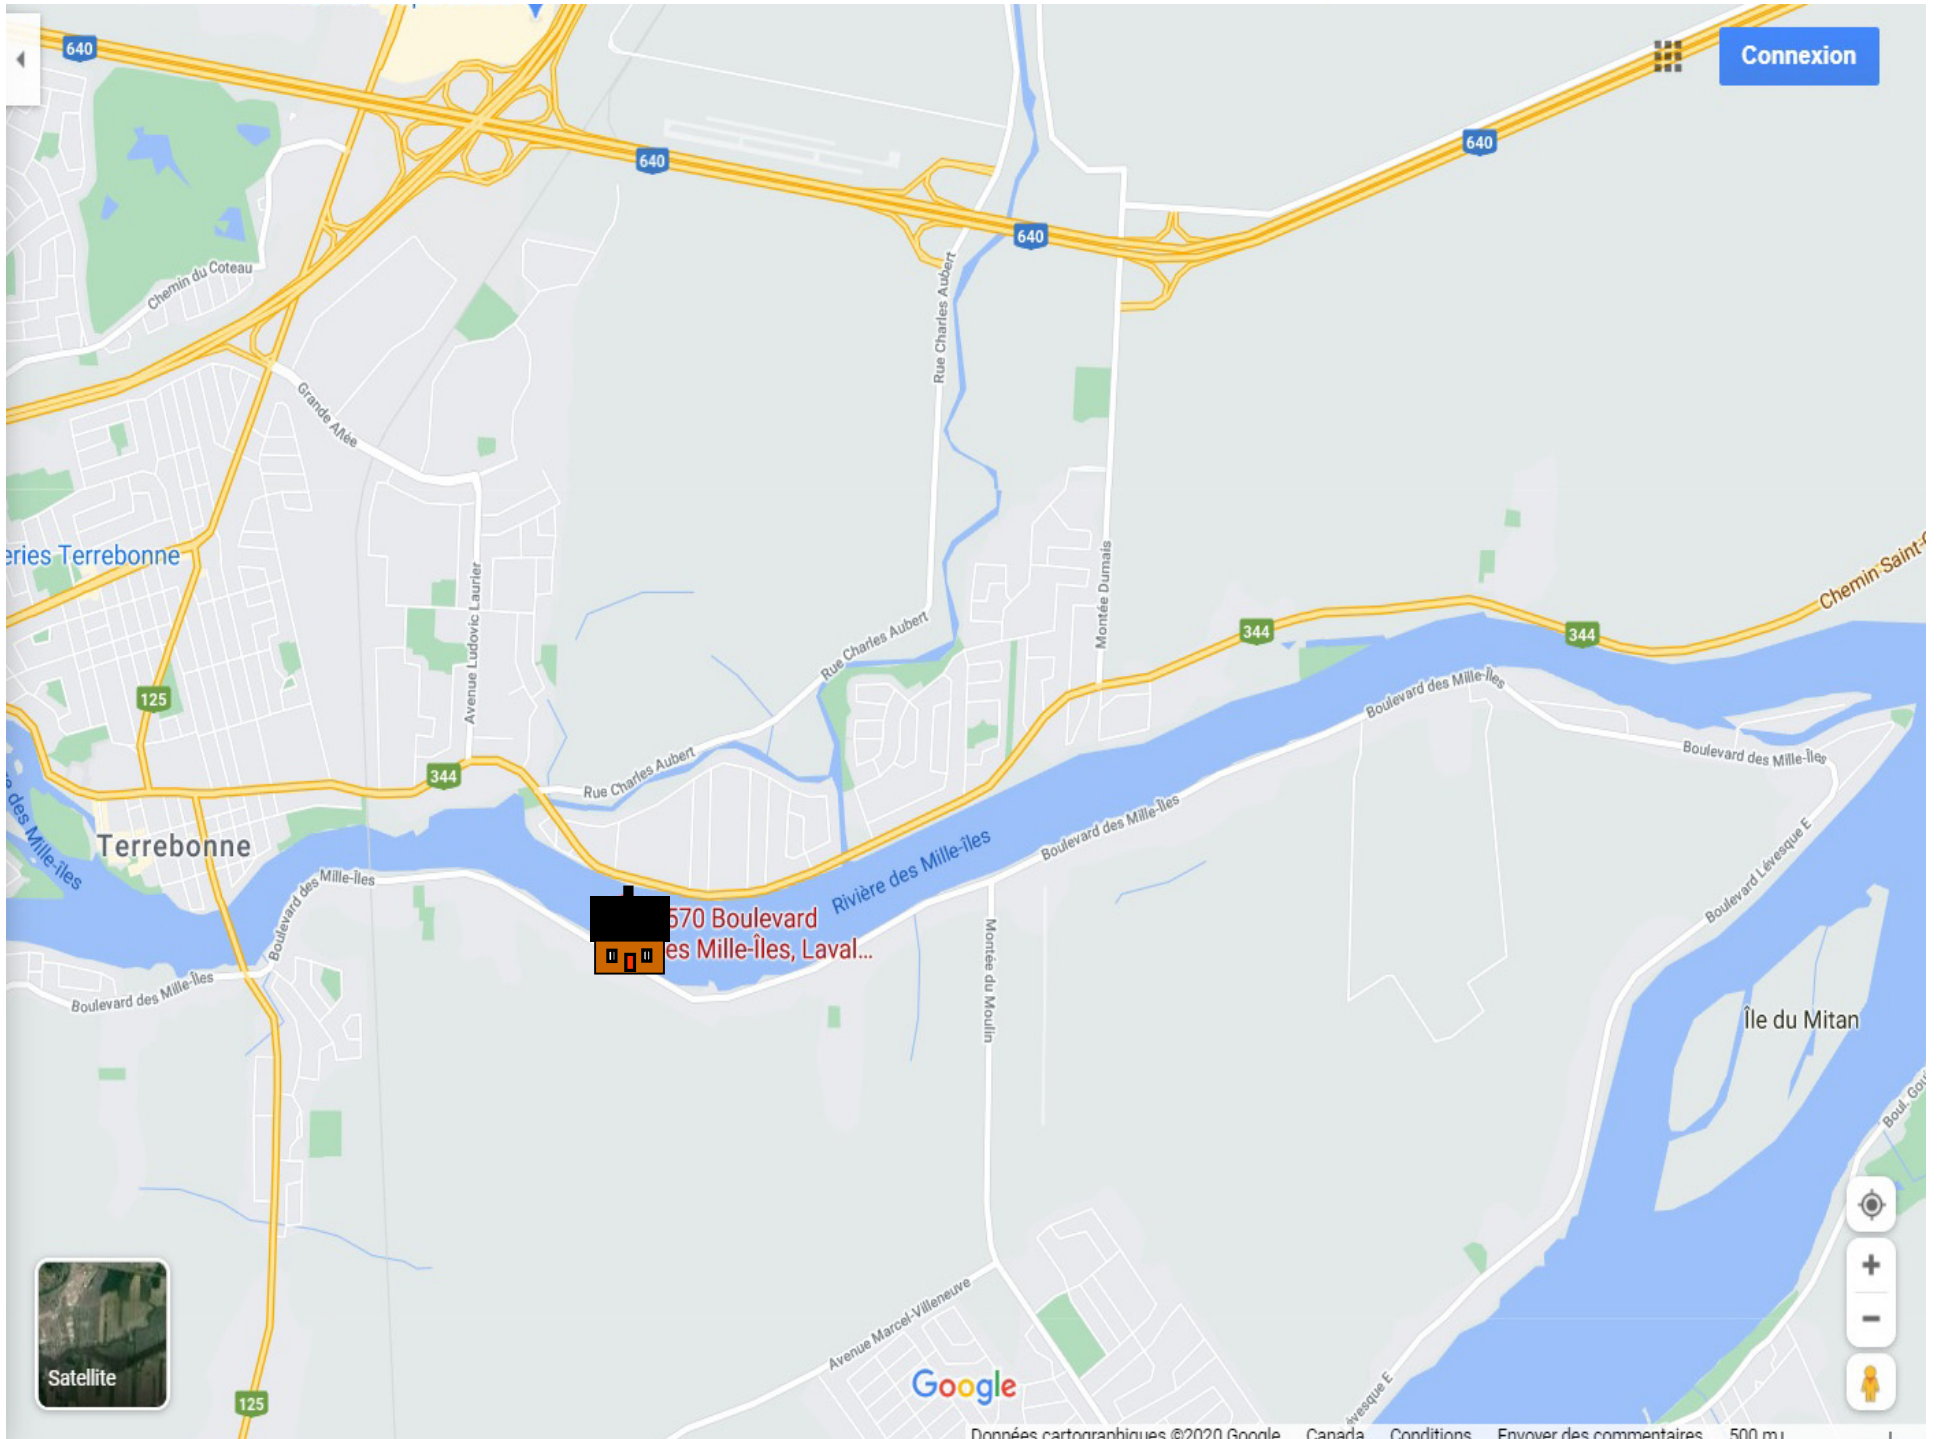 640
Connexion
640
640
640
Chemin du Coteau
Rue Charles Aubert
Grande Allée
eries Terrebonne
Montée Dumais
Chemin Saint-
Avenue Ludovic Laurier
Rue Charles Aubert
344
344
125
Boulevard des Mille-Îles
Boulevard des Mille-Îles
344
Rue Charles Aubert
Boulevard des Mille-Îles
des Mille-Îles
Terrebonne
Boulevard des Mille-Îles
Rivière des Mille-Îles
Boulevard Lévesque E
570 Boulevard
es Mille-Îles, Laval...
Boulevard des Mille-Îles
Montée du Moulin
Île du Mitan
Boul. Gou
Avenue Marcel-Villeneuve
Satellite
Google
125
évesque E
Données cartographiques ©2020 Google Canada Conditions Envoyer des commentaires 500 m